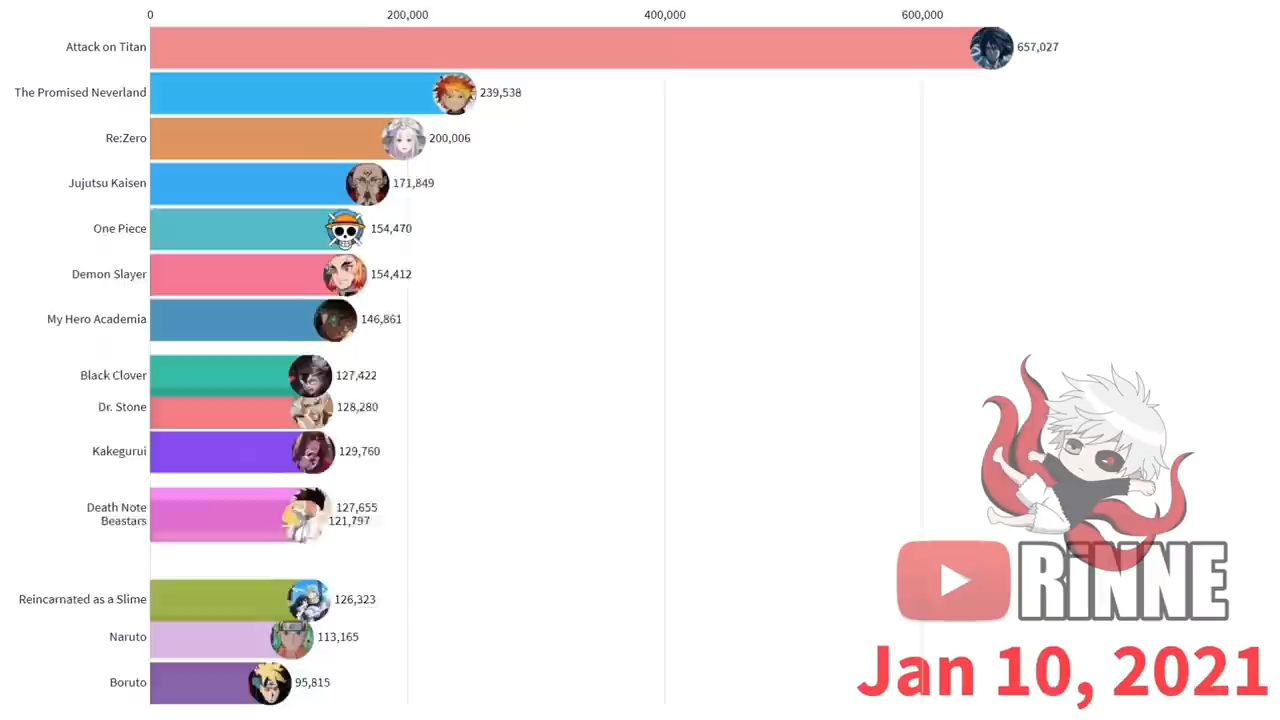 0 200,000 400,000 600,000
Attack on Titan 657,027
The Promised Neverland 239,538
Re:Zero 200,006
Jujutsu Kaisen 171,849
One Piece 154,470
Demon Slayer 154,412
My Hero Academia 146,861
Black Clover 127,422
Dr. Stone 128,280
Kakegurui 129,760
Death Note 127,655
Beastars 121,797
Reincarnated as a Slime 126,323
Naruto 113,165
Boruto 95,815
RiNNE
Jan 10, 2021